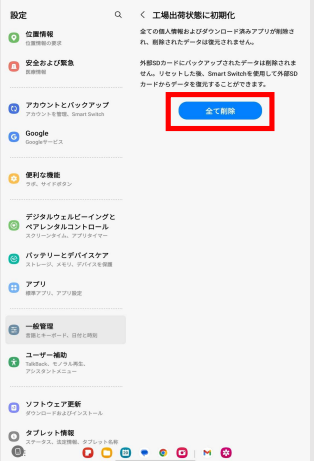 設定
位置情報
位置情報の要求
安全および緊急
医療情報
アカウントとバックアップ
アカウントを管理、Smart Switch
Google
Googleサービス
便利な機能
ラボ、サイドボタン
デジタルウェルビーイングと
ペアレンタルコントロール
スクリーンタイム、アプリタイマー
バッテリーとデバイスケア
ストレージ、メモリ、デバイスを保護
アプリ
標準アプリ、アプリ設定
一般管理
言語とキーボード、日付と時刻
ユーザー補助
TalkBack、モノラル再生、
アシスタントメニュー
ソフトウェア更新
ダウンロードおよびインストール
タブレット情報
ステータス、法定情報、タブレット名称
工場出荷状態に初期化
全ての個人情報およびダウンロード済みアプリが削除さ
れ、削除されたデータは復元されません。
外部SDカードにバックアップされたデータは削除されま
せん。リセットした後、Smart Switchを使用して外部SD
カードからデータを復元することができます。
全て削除